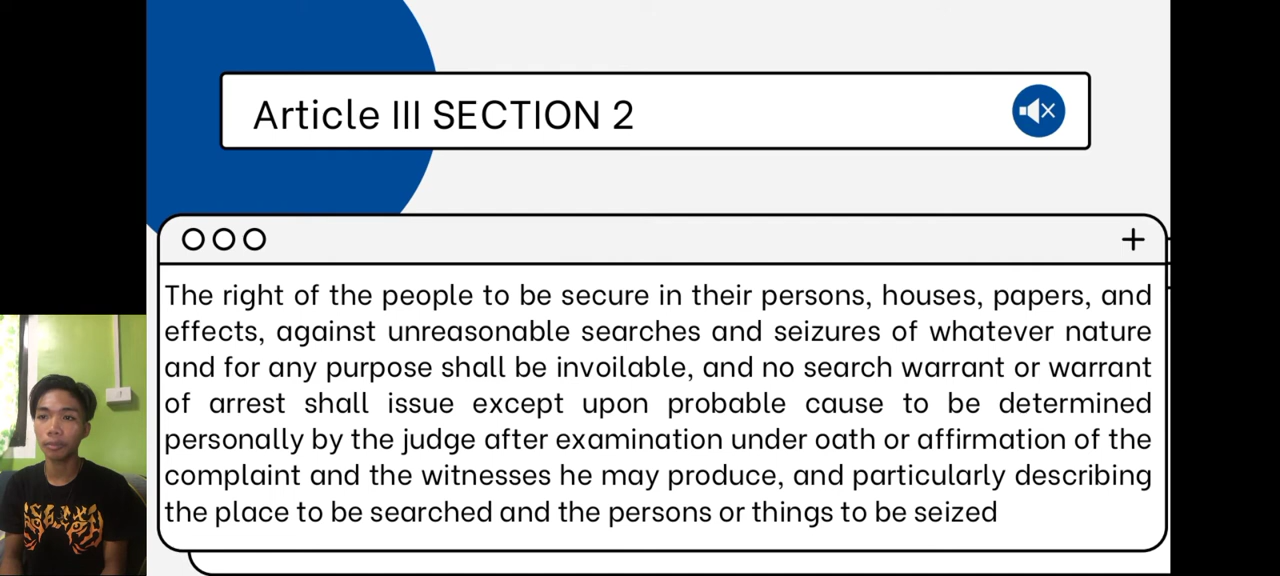 Article III SECTION 2
The right of the people to be secure in their persons, houses, papers, and
effects, against unreasonable searches and seizures of whatever nature
and for any purpose shall be invoilable, and no search warrant or warrant
of arrest shall issue except upon probable cause to be determined
personally by the judge after examination under oath or affirmation of the
complaint and the witnesses he may produce, and particularly describing
the place to be searched and the persons or things to be seized